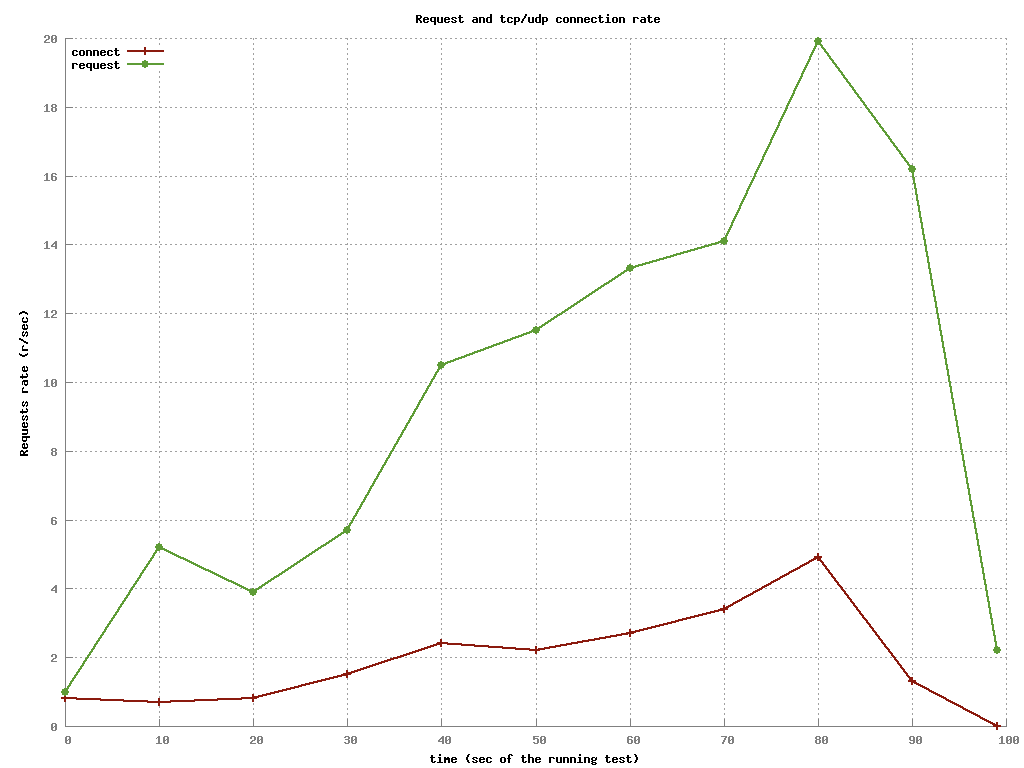 Request and tcp/udp connection rate
connect
request
20
18
16
14
12
10
8
6
4
2
0
Requests rate (r/sec)
0 10 20 30 40 50 60 70 80 90 100
time (sec of the running test)